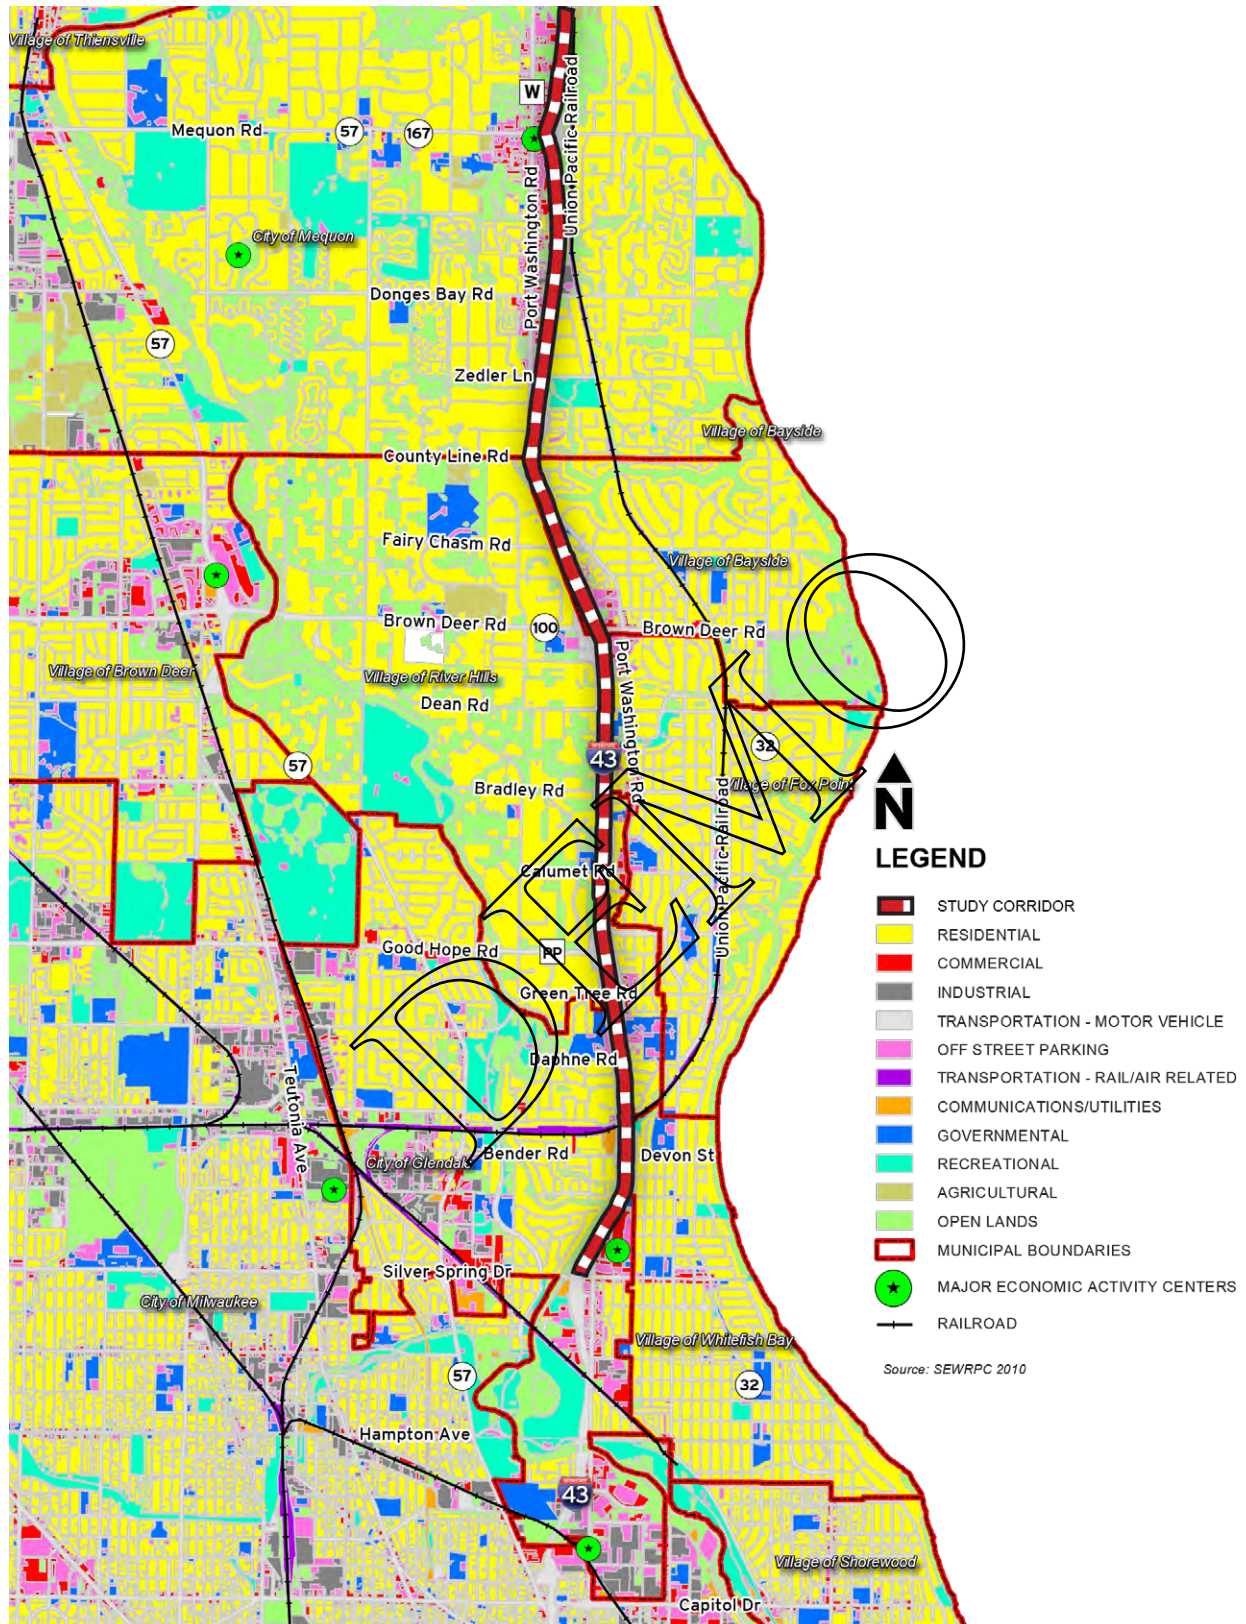 Village of Thiensville
Union Pacific Railroad
W
Mequon Rd
57
167
Port Washington Rd
City of Mequon
Donges Bay Rd
57
Zedler Ln
Village of Bayside
County Line Rd
Fairy Chasm Rd
Village of Bayside
Brown Deer Rd
100
Brown Deer Rd
Village of Brown Deer
Village of River Hills
Port Washington Rd
Dean Rd
32
INTERSTATE
43
57
Village of Fox Point
Bradley Rd
Union Pacific Railroad
N
LEGEND
Calumet Rd
STUDY CORRIDOR
RESIDENTIAL
Good Hope Rd
PP
COMMERCIAL
INDUSTRIAL
Green Tree Rd
TRANSPORTATION - MOTOR VEHICLE
OFF STREET PARKING
Daphne Rd
TRANSPORTATION - RAIL/AIR RELATED
Teutonia Ave
COMMUNICATIONS/UTILITIES
GOVERNMENTAL
Bender Rd
Devon St
City of Glendale
RECREATIONAL
AGRICULTURAL
OPEN LANDS
MUNICIPAL BOUNDARIES
Silver Spring Dr
MAJOR ECONOMIC ACTIVITY CENTERS
City of Milwaukee
RAILROAD
Village of Whitefish Bay
Source: SEWRPC 2010
57
32
Hampton Ave
INTERSTATE
43
Village of Shorewood
Capitol Dr